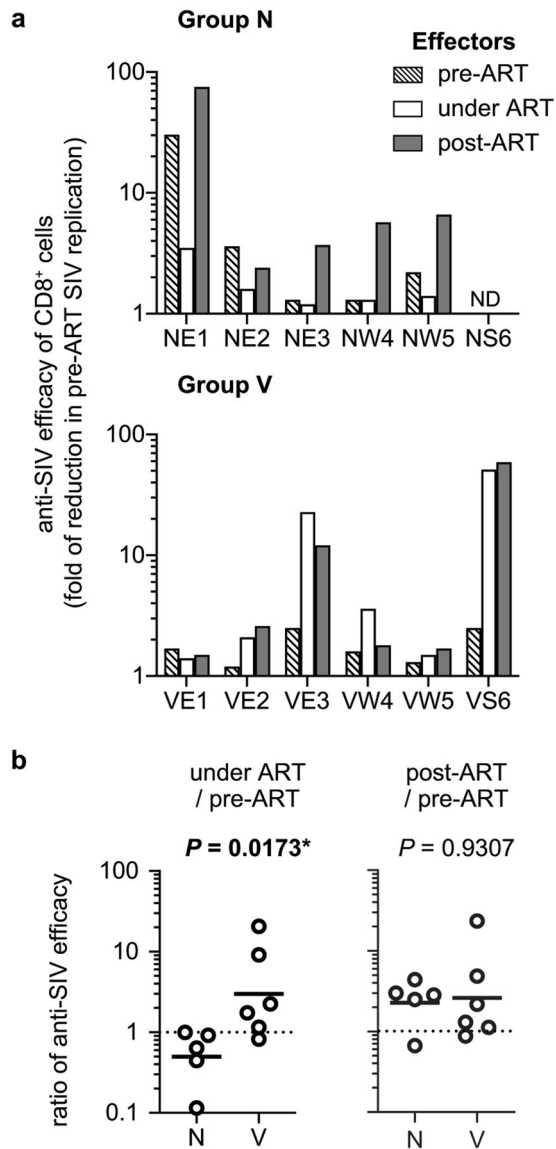 a
Group N
Effectors
pre-ART
under ART
post-ART
anti-SIV efficacy of CD8⁺ cells
(fold of reduction in pre-ART SIV replication)
100
10
1
ND
NE1 NE2 NE3 NW4 NW5 NS6
Group V
100
10
1
VE1 VE2 VE3 VW4 VW5 VS6
b
under ART
/ pre-ART
post-ART
/ pre-ART
P = 0.0173*
P = 0.9307
ratio of anti-SIV efficacy
100
10
1
0.1
N V
N V